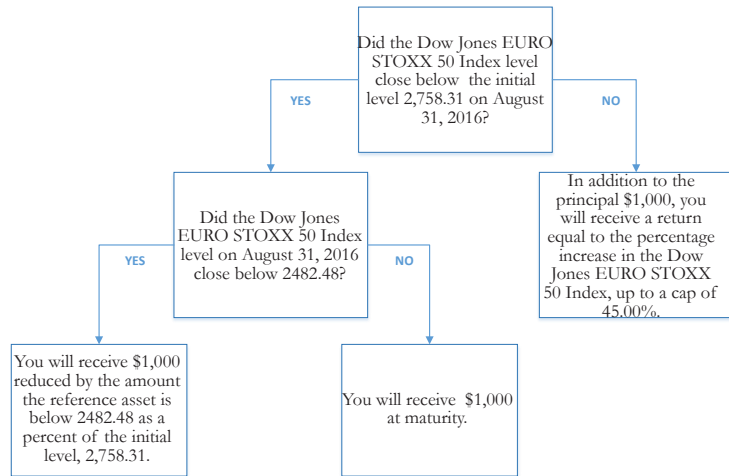 Did the Dow Jones EURO
STOXX 50 Index level
close below  the initial
level 2,758.31 on August
31, 2016?
YES
NO
Did the Dow Jones
EURO STOXX 50 Index
level on August 31, 2016
close below 2482.48?
In addition to the
principal $1,000, you
will receive a return
equal to the percentage
increase in the Dow
Jones EURO STOXX
50 Index, up to a cap of
45.00%.
YES
NO
You will receive $1,000
reduced by the amount
the reference asset is
below 2482.48 as a
percent of the initial
level, 2,758.31.
You will receive  $1,000
at maturity.